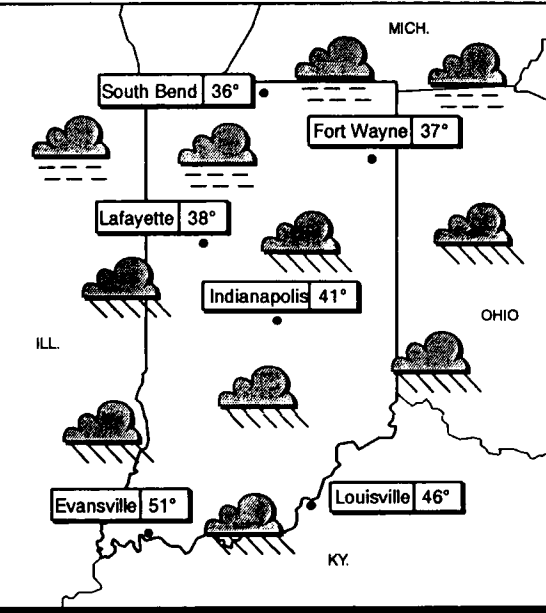 MICH.
South Bend 36°
Fort Wayne 37°
Lafayette 38°
Indianapolis 41°
OHIO
ILL.
Evansville 51°
Louisville 46°
KY.